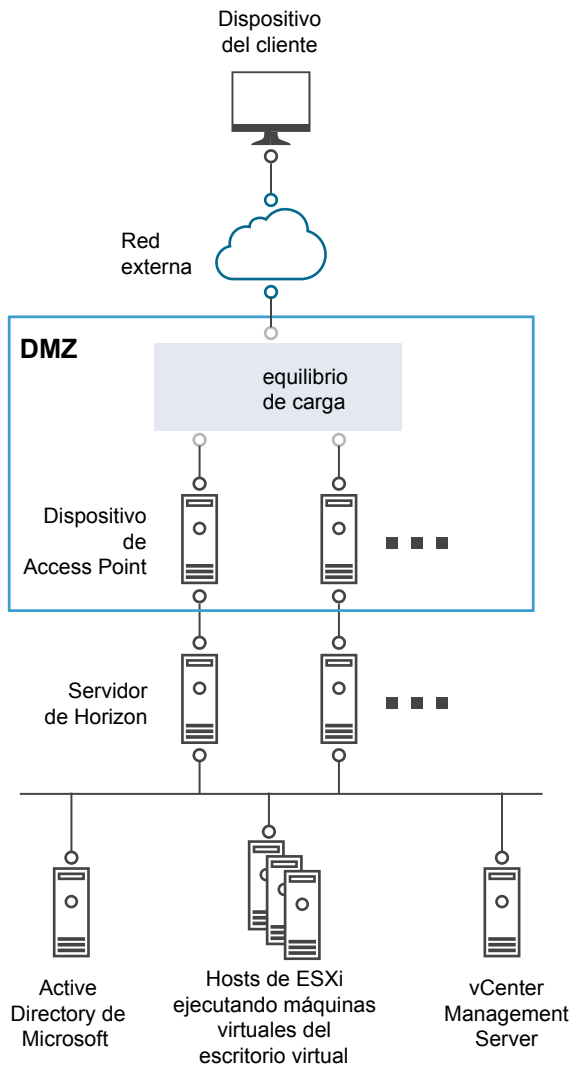 Dispositivo
del cliente
Red
externa
DMZ
equilibrio
de carga
Dispositivo
de
Access Point
Servidor
de Horizon
Active
Directory de
Microsoft
Hosts de ESXi
ejecutando máquinas
virtuales del
escritorio virtual
vCenter
Management
Server